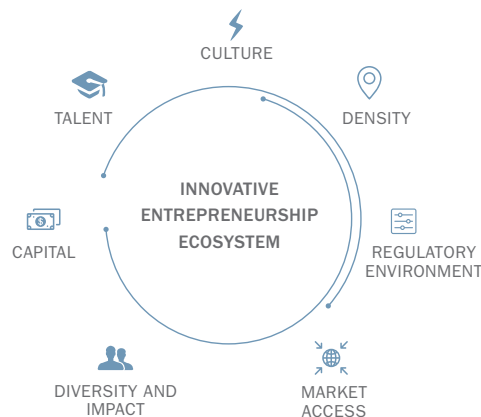 CULTURE
TALENT
DENSITY
INNOVATIVE
ENTREPRENEURSHIP
ECOSYSTEM
CAPITAL
REGULATORY
ENVIRONMENT
DIVERSITY AND
IMPACT
MARKET
ACCESS